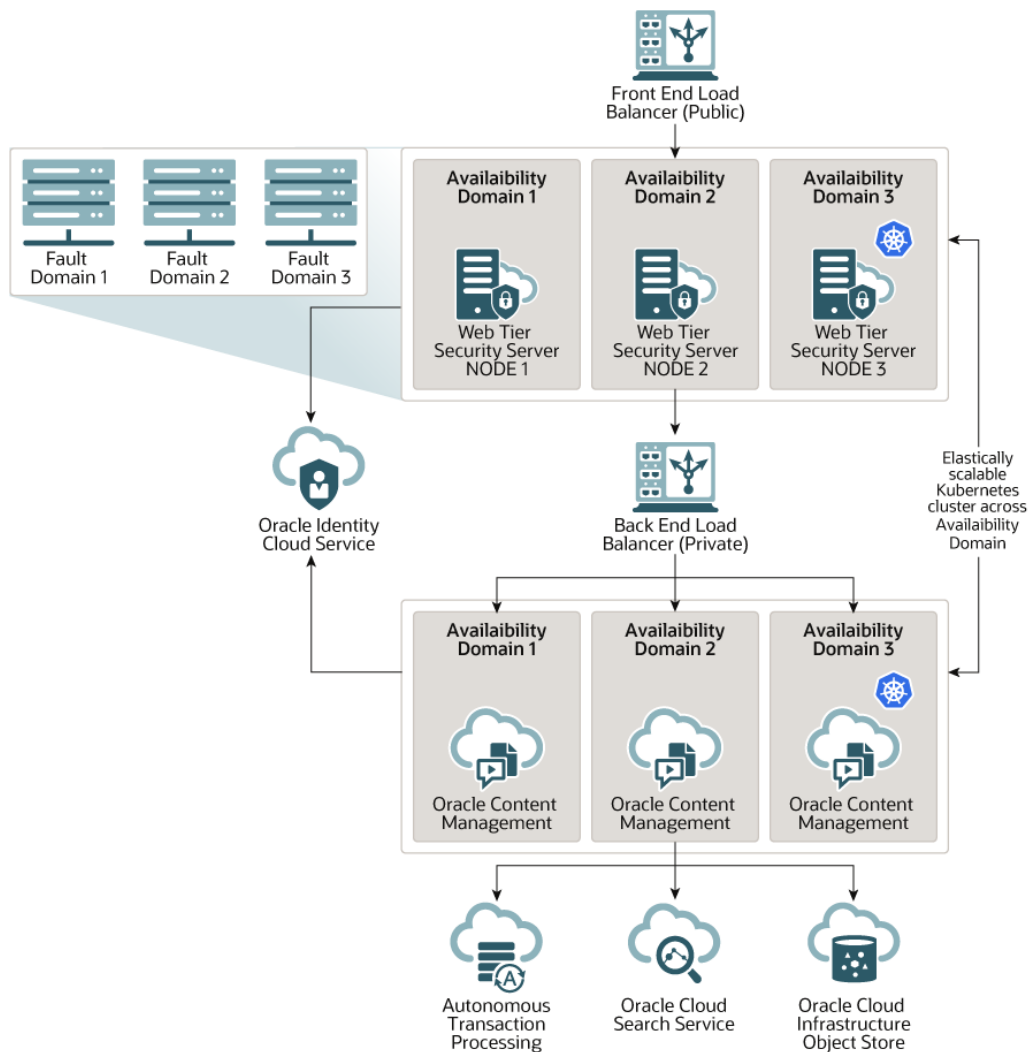 Front End Load
Balancer (Public)
Fault
Domain 1
Fault
Domain 2
Fault
Domain 3
Availaibility
Domain 1
Availaibility
Domain 2
Availaibility
Domain 3
Web Tier
Security Server
NODE 1
Web Tier
Security Server
NODE 2
Web Tier
Security Server
NODE 3
Oracle Identity
Cloud Service
Back End Load
Balancer (Private)
Elastically
scalable
Kubernetes
cluster across
Availaibility
Domain
Availaibility
Domain 1
Availaibility
Domain 2
Availaibility
Domain 3
Oracle Content
Management
Oracle Content
Management
Oracle Content
Management
A
Autonomous
Transaction
Processing
Oracle Cloud
Search Service
Oracle Cloud
Infrastructure
Object Store